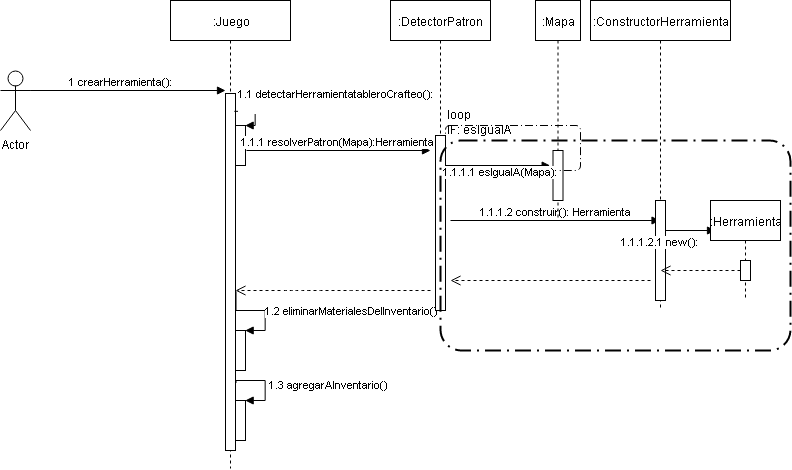 :Juego
:DetectorPatron
:Mapa
:ConstructorHerramienta
1 crearHerramienta():
1.1 detectarHerramientatableroCrafteo():
loop
IF: esIgualA
Actor
1.1.1 resolverPatron(Mapa):Herramienta
1.1.1.1 esIgualA(Mapa):
1.1.1.2 construir(): Herramienta
:Herramienta
1.1.1.2.1 new():
1.2 eliminarMaterialesDelInventario()
1.3 agregarAInventario()